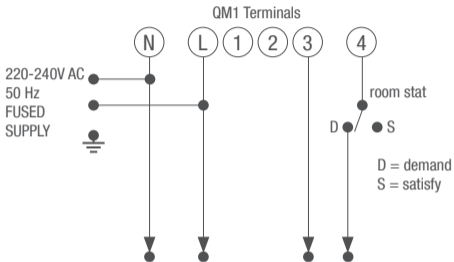 QM1 Terminals
N L 1 2 3 4
220-240V AC
50 Hz
FUSED
SUPPLY
room stat
D S
D = demand
S = satisfy